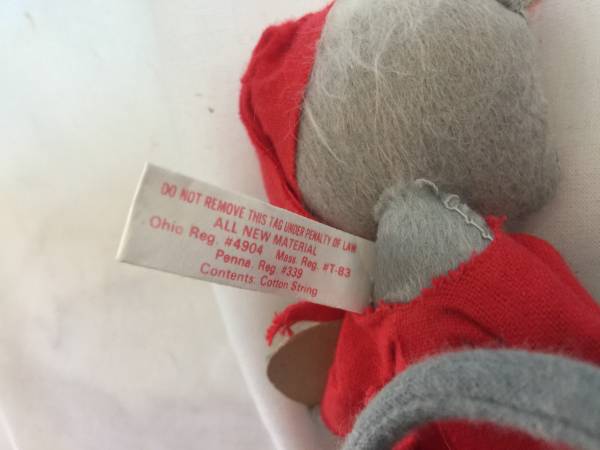 DO NOT REMOVE THIS TAG UNDER PENALTY OF LAW
ALL NEW MATERIAL
Ohio Reg. #4904 Mass. Reg. #T-83
Penna. Reg. #339
Contents: Cotton String